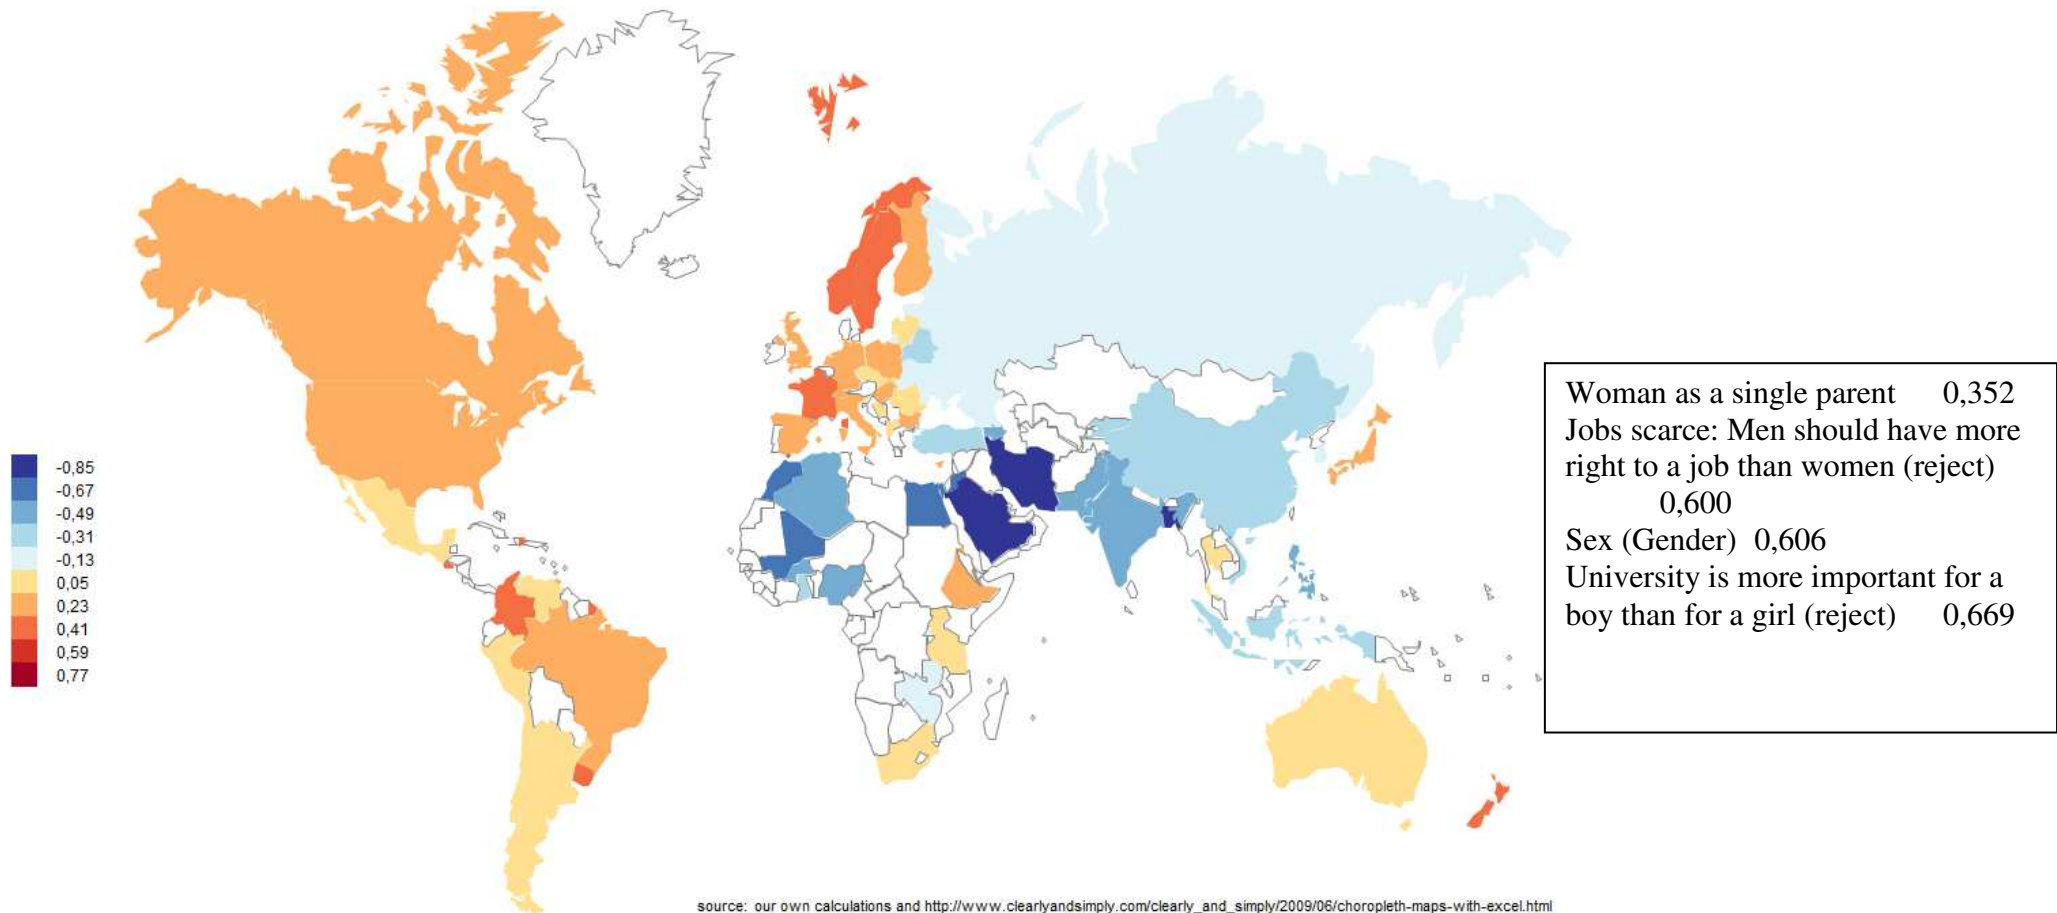 -0,85
-0,67
-0,49
-0,31
-0,13
0,05
0,23
0,41
0,59
0,77
Woman as a single parent 0,352
Jobs scarce: Men should have more
right to a job than women (reject)
0,600
Sex (Gender) 0,606
University is more important for a
boy than for a girl (reject) 0,669
source: our own calculations and http://www.clearlyandsimply.com/clearly_and_simply/2009/06/choropleth-maps-with-excel.html